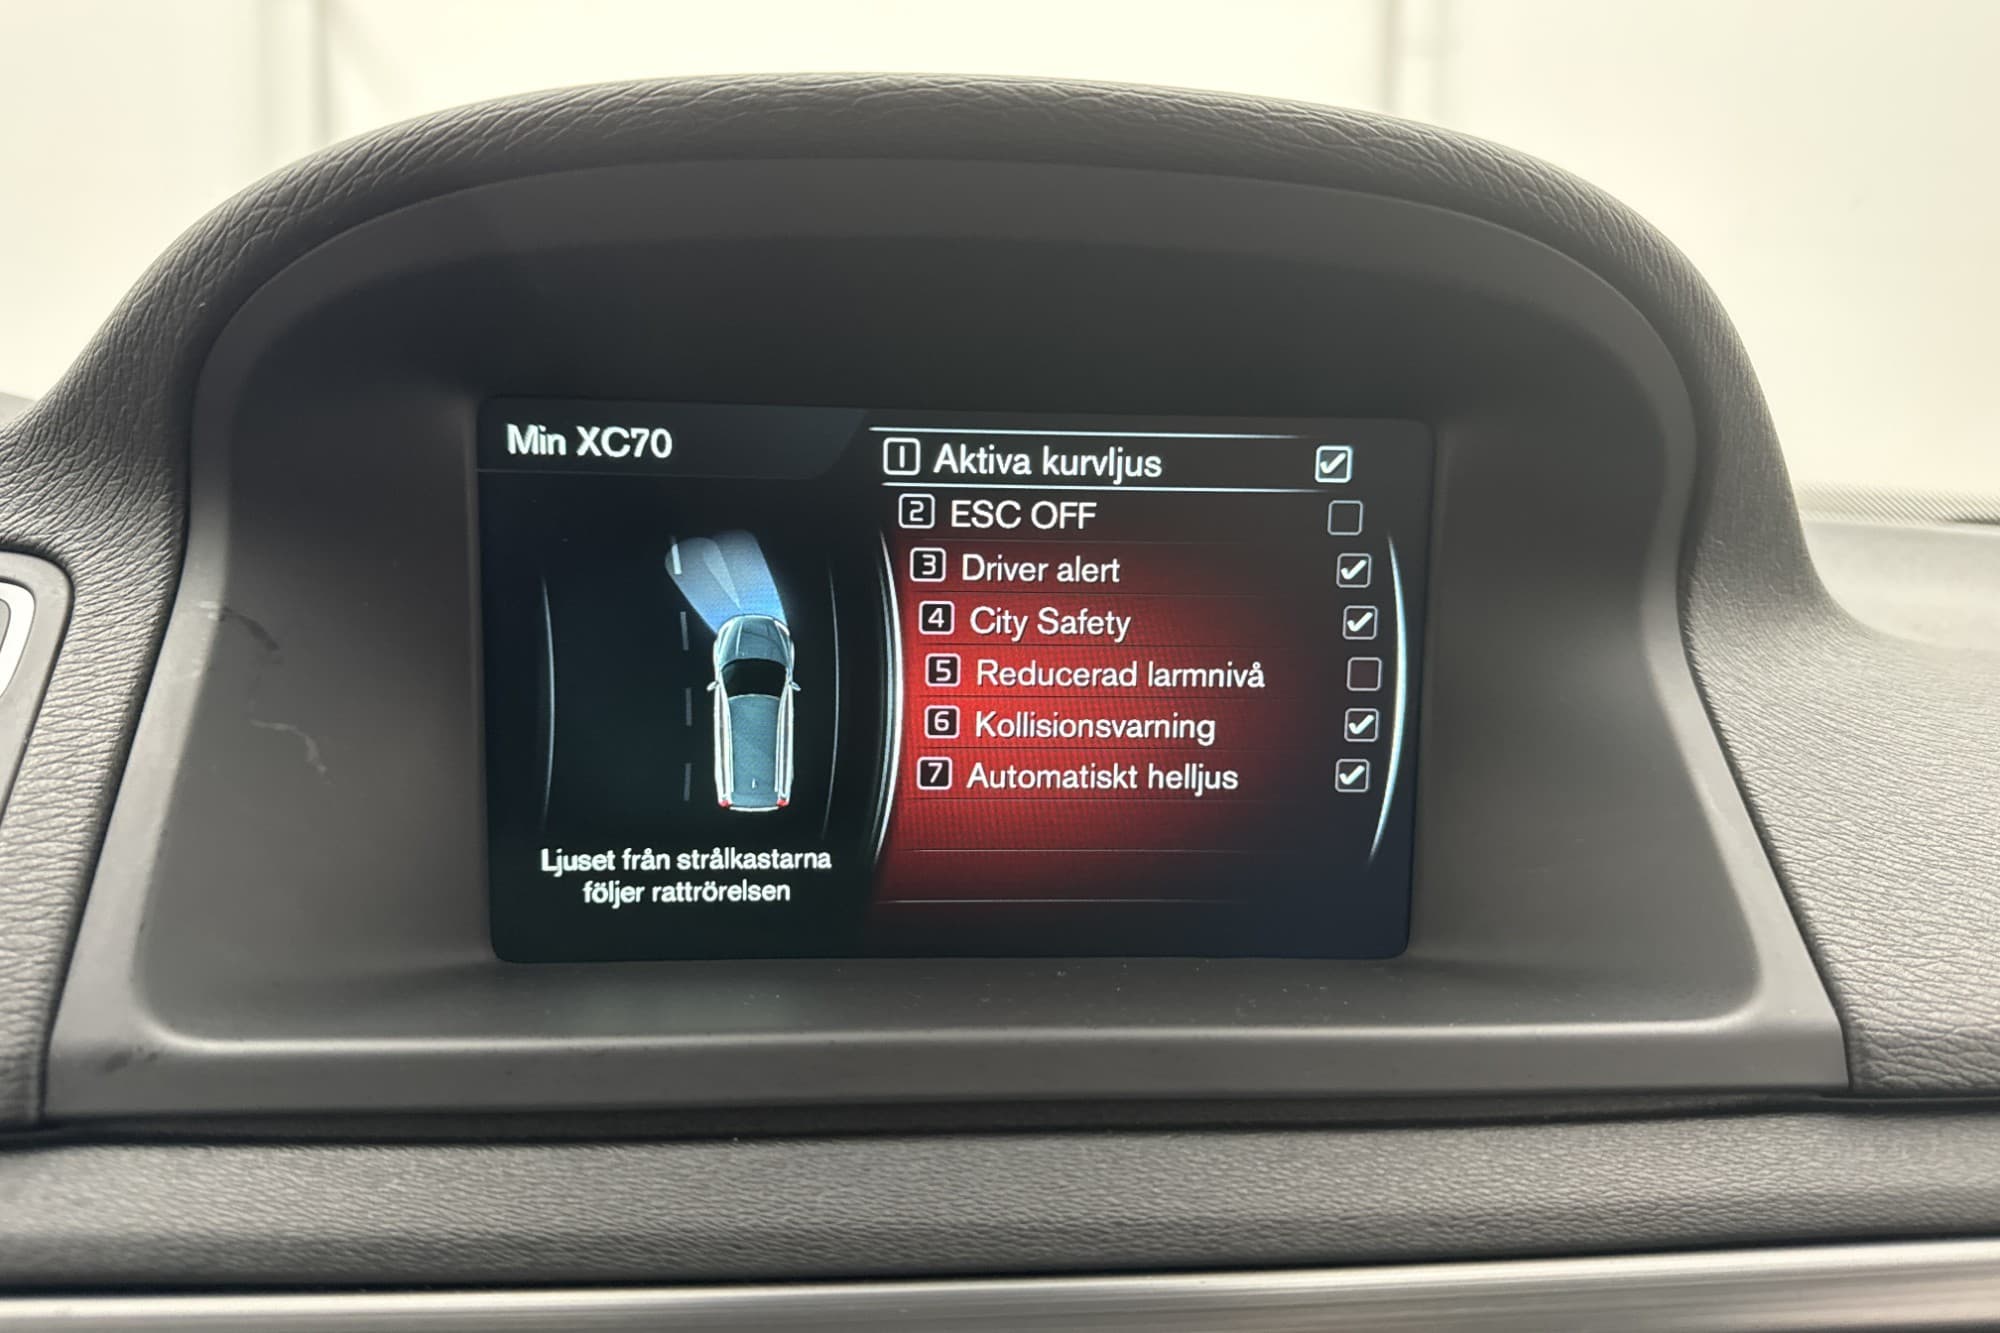 Min XC70
1 Aktiva kurvljus
2 ESC OFF
3 Driver alert
4 City Safety
5 Reducerad larmnivå
6 Kollisionsvarning
7 Automatiskt helljus
Ljuset från strålkastarna
följer rattrörelsen